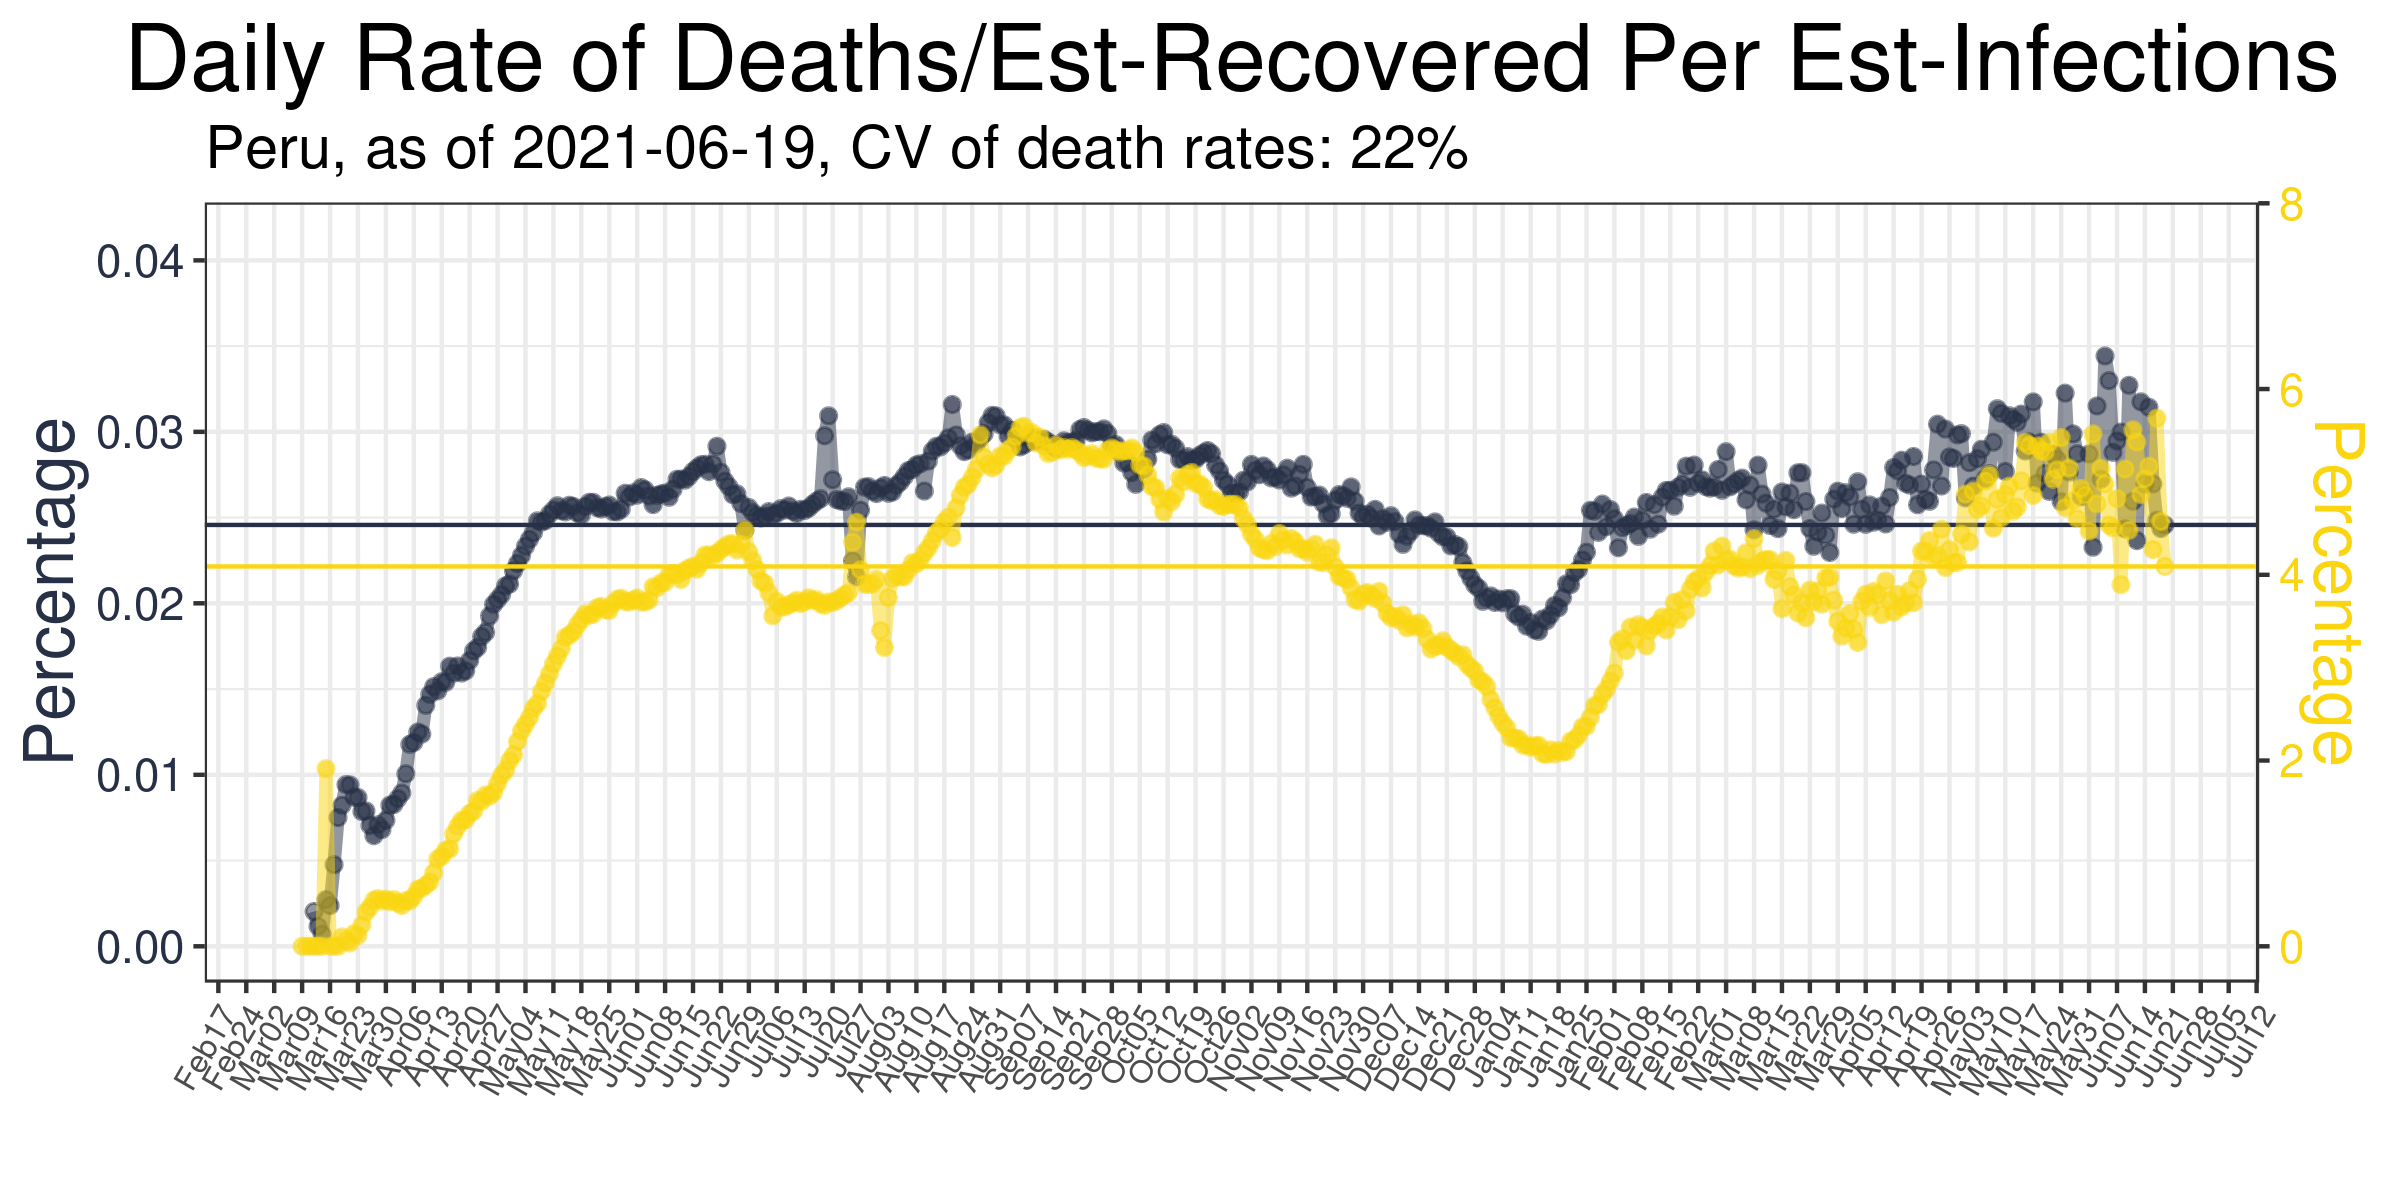 Daily Rate of Deaths/Est-Recovered Per Est-Infections
Peru, as of 2021-06-19, CV of death rates: 22%
Percentage
0.04
0.03
0.02
0.01
0.00
8
6
4
2
0
Percentage
Feb17
Feb24
Mar02
Mar09
Mar16
Mar23
Mar30
Apr06
Apr13
Apr20
Apr27
May04
May11
May18
May25
Jun01
Jun08
Jun15
Jun22
Jun29
Jul06
Jul13
Jul20
Jul27
Aug03
Aug10
Aug17
Aug24
Aug31
Sep07
Sep14
Sep21
Sep28
Oct05
Oct12
Oct19
Oct26
Nov02
Nov09
Nov16
Nov23
Nov30
Dec07
Dec14
Dec21
Dec28
Jan04
Jan11
Jan18
Jan25
Feb01
Feb08
Feb15
Feb22
Mar01
Mar08
Mar15
Mar22
Mar29
Apr05
Apr12
Apr19
Apr26
May03
May10
May17
May24
May31
Jun07
Jun14
Jun21
Jun28
Jul05
Jul12